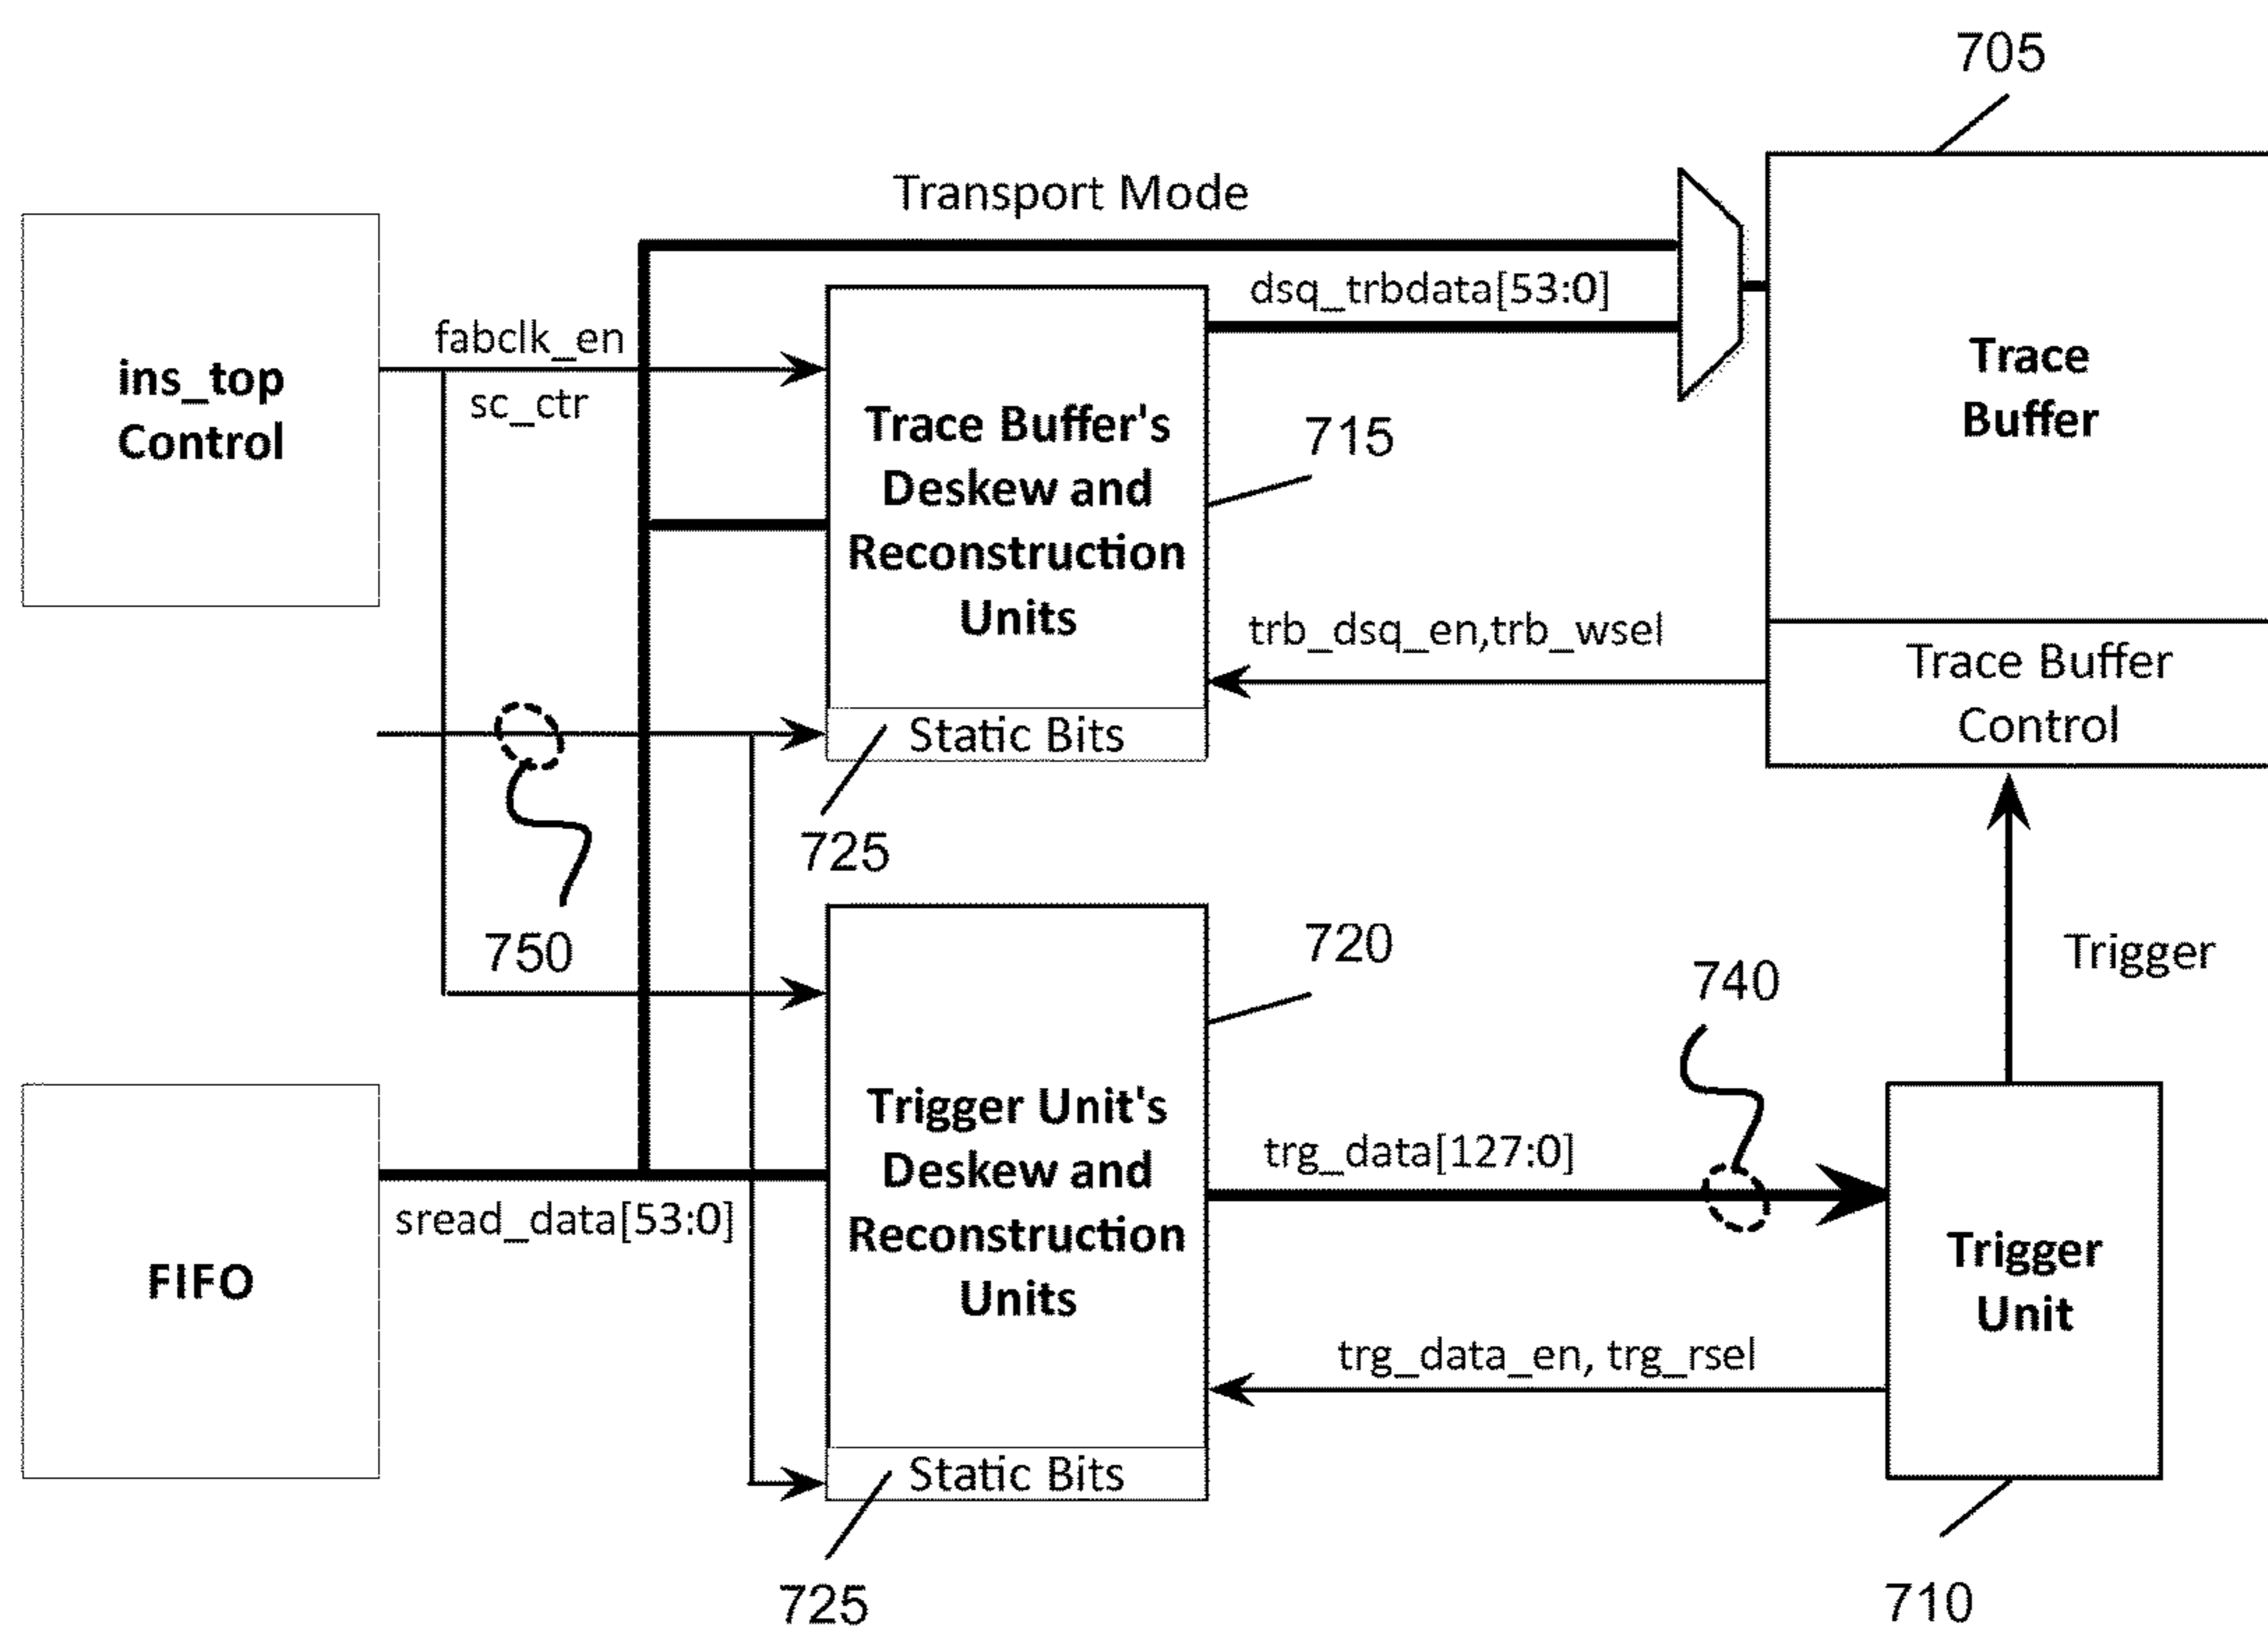 705
Transport Mode
dsq_trbdata[53:0]
fabclk_en
sc_ctr
ins_top
Control
Trace Buffer's
Deskew and
Reconstruction
Units
715
Trace
Buffer
trb_dsq_en,trb_wsel
Trace Buffer
Control
Static Bits
725
750
720
740
Trigger
Trigger Unit's
Deskew and
Reconstruction
Units
trg_data[127:0]
sread_data[53:0]
FIFO
Trigger
Unit
trg_data_en, trg_rsel
Static Bits
725
710